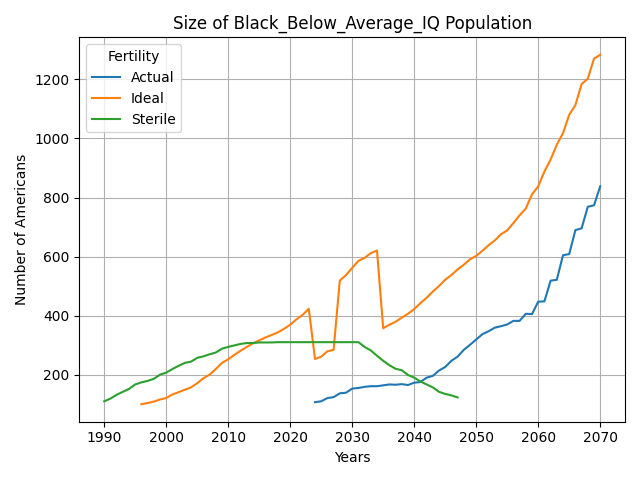 Size of Black_Below_Average_IQ Population
Fertility
Actual
Ideal
Sterile
Number of Americans
1200
1000
800
600
400
200
1990 2000 2010 2020 2030 2040 2050 2060 2070
Years